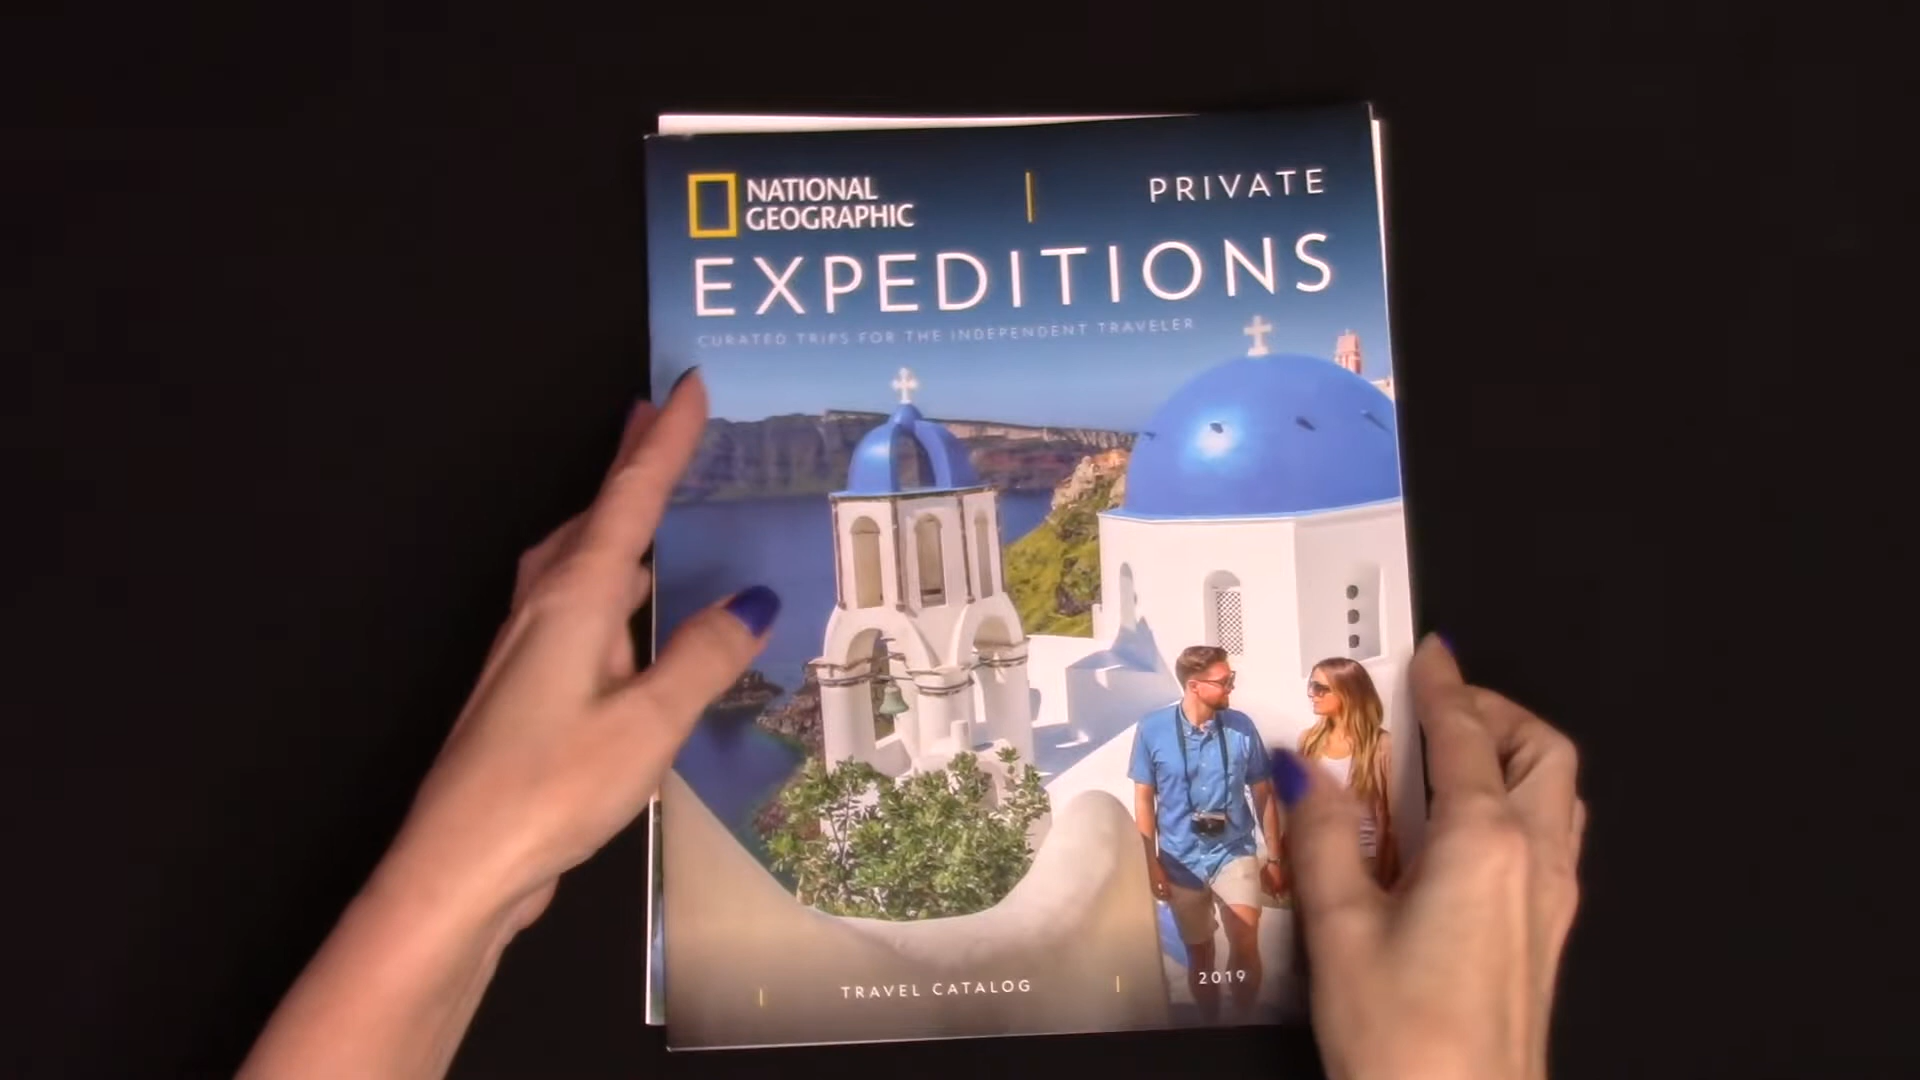 NATIONAL
GEOGRAPHIC
PRIVATE
EXPEDITIONS
CURATED TRIPS FOR THE INDEPENDENT TRAVELER
TRAVEL CATALOG
2019